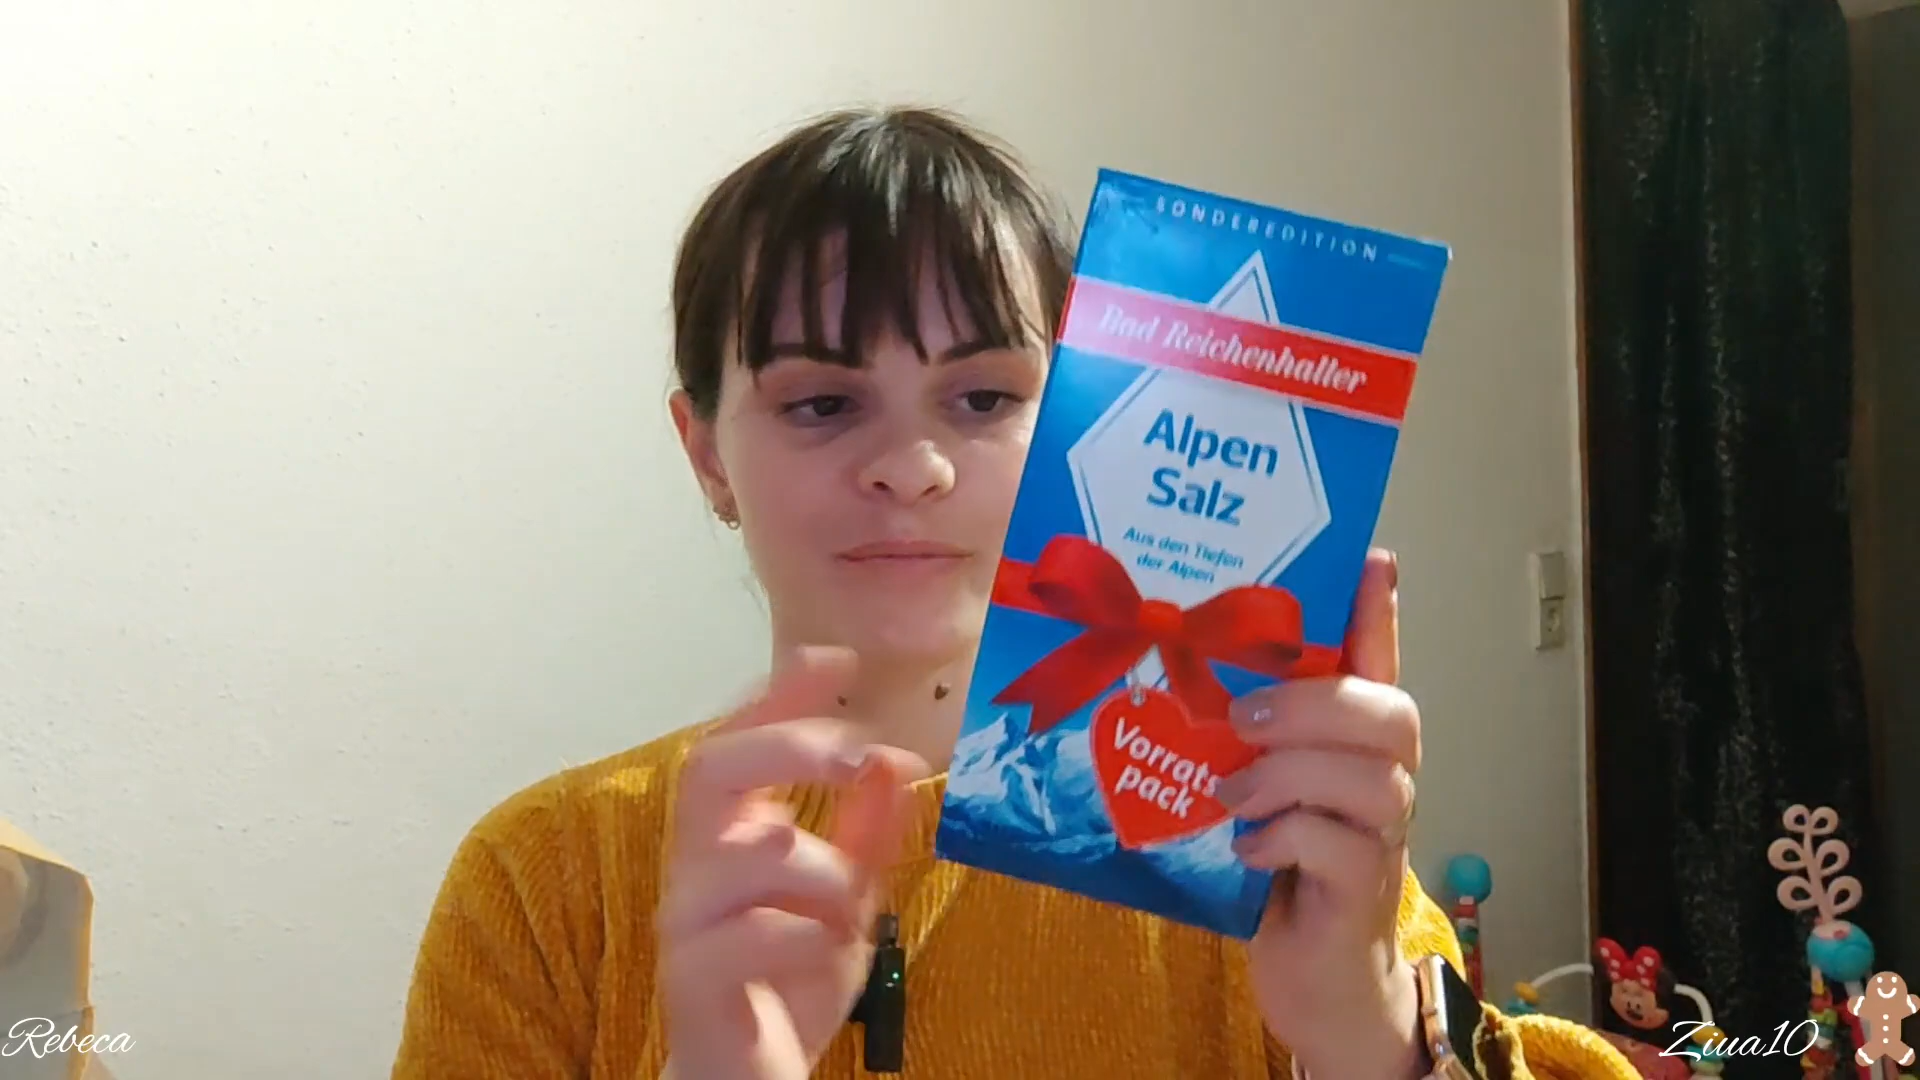 SONDEREDITION
Bad Reichenhaller
Alpen
Salz
Aus den Tiefen
der Alpen
Vorrats
pack
Rebeca
Ziua10